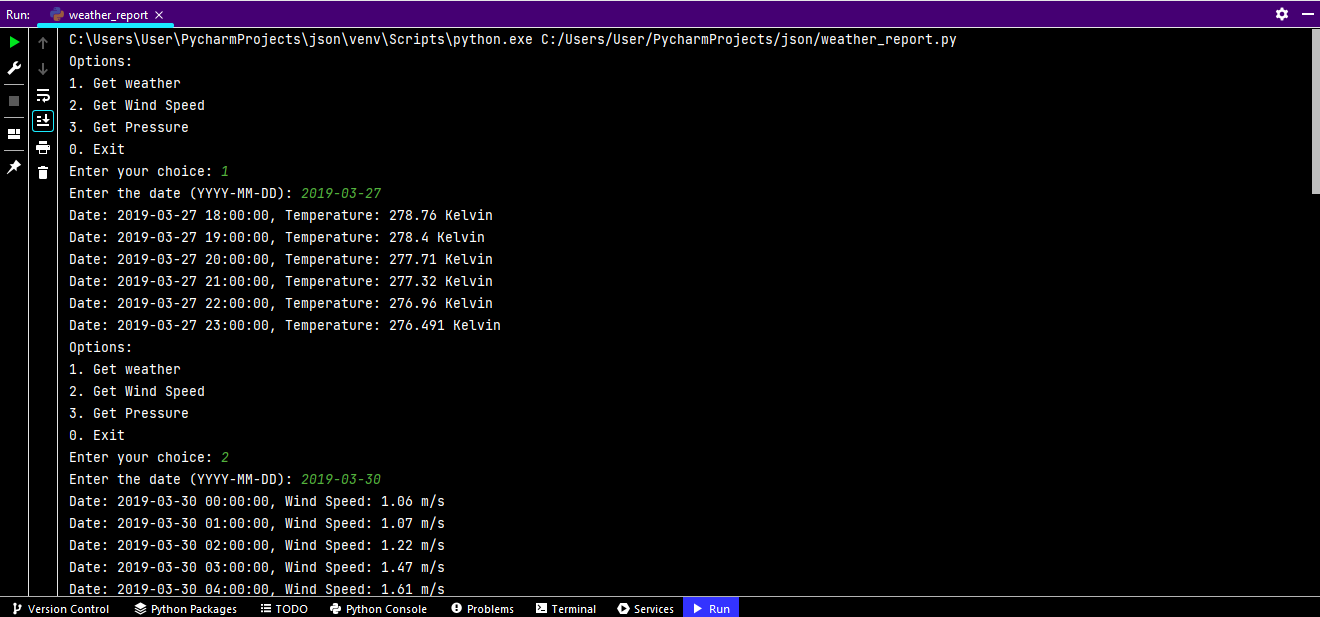 Run: weather_report
C:\Users\User\PycharmProjects\json\venv\Scripts\python.exe C:/Users/User/PycharmProjects/json/weather_report.py
Options:
1. Get weather
2. Get Wind Speed
3. Get Pressure
0. Exit
Enter your choice: 1
Enter the date (YYYY-MM-DD): 2019-03-27
Date: 2019-03-27 18:00:00, Temperature: 278.76 Kelvin
Date: 2019-03-27 19:00:00, Temperature: 278.4 Kelvin
Date: 2019-03-27 20:00:00, Temperature: 277.71 Kelvin
Date: 2019-03-27 21:00:00, Temperature: 277.32 Kelvin
Date: 2019-03-27 22:00:00, Temperature: 276.96 Kelvin
Date: 2019-03-27 23:00:00, Temperature: 276.491 Kelvin
Options:
1. Get weather
2. Get Wind Speed
3. Get Pressure
0. Exit
Enter your choice: 2
Enter the date (YYYY-MM-DD): 2019-03-30
Date: 2019-03-30 00:00:00, Wind Speed: 1.06 m/s
Date: 2019-03-30 01:00:00, Wind Speed: 1.07 m/s
Date: 2019-03-30 02:00:00, Wind Speed: 1.22 m/s
Date: 2019-03-30 03:00:00, Wind Speed: 1.47 m/s
Date: 2019-03-30 04:00:00, Wind Speed: 1.61 m/s
Version Control Python Packages TODO Python Console Problems Terminal Services Run